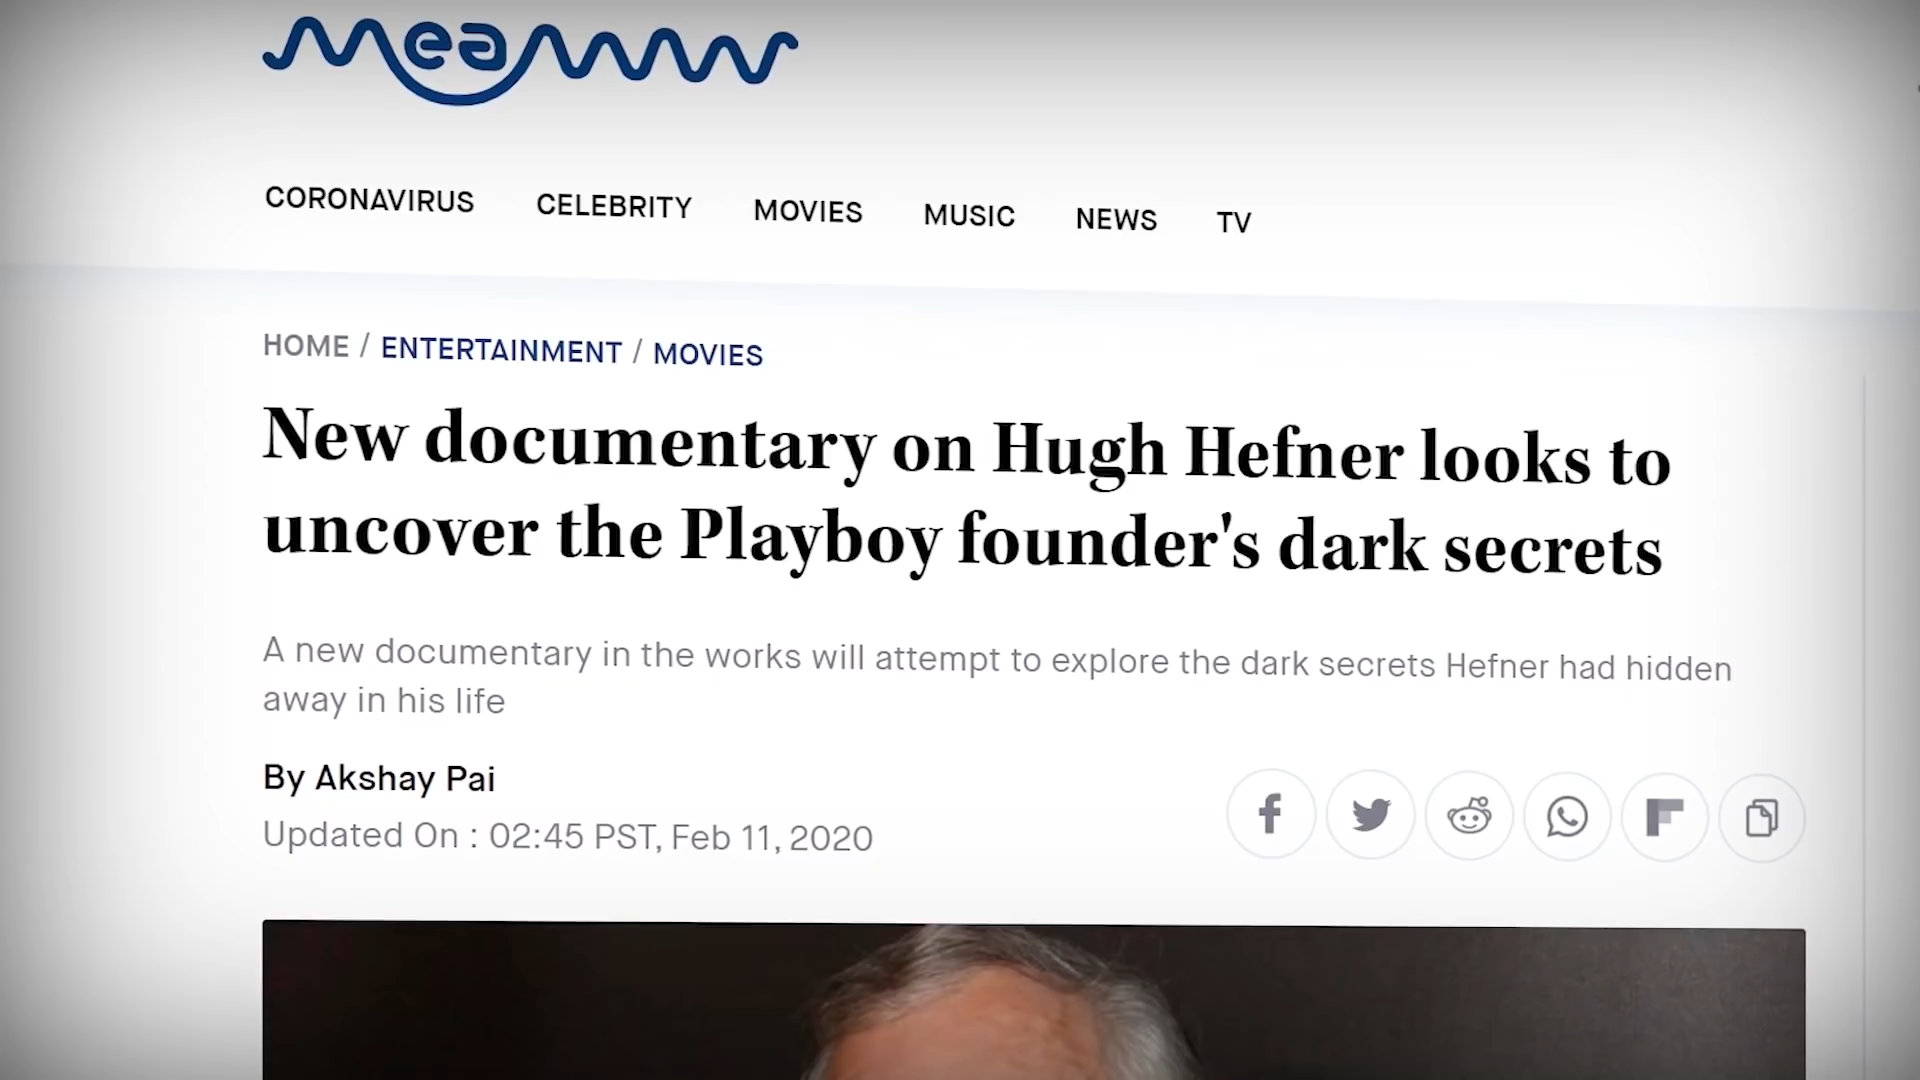 meaww
CORONAVIRUS CELEBRITY MOVIES MUSIC NEWS TV
HOME / ENTERTAINMENT / MOVIES
New documentary on Hugh Hefner looks to
uncover the Playboy founder's dark secrets
A new documentary in the works will attempt to explore the dark secrets Hefner had hidden
away in his life
By Akshay Pai
Updated On : 02:45 PST, Feb 11, 2020